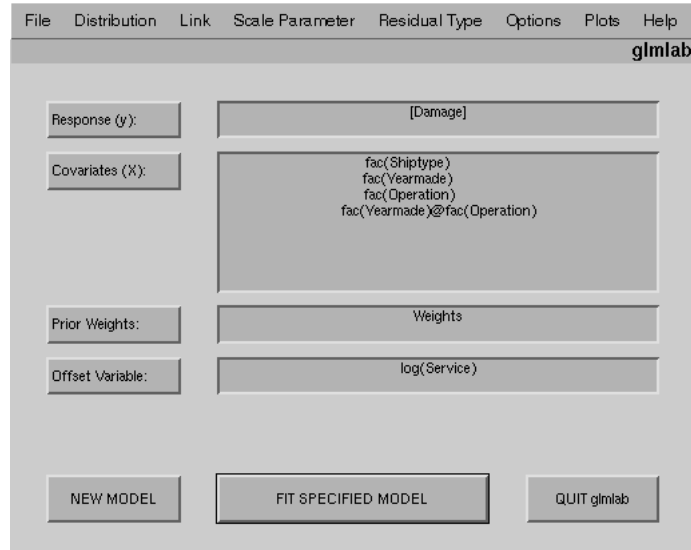 File Distribution Link Scale Parameter Residual Type Options Plots Help
glmlab
Response (y): [Damage]
Covariates (X): fac(Shiptype)
fac(Yearmade)
fac(Operation)
fac(Yearmade)@fac(Operation)
Prior Weights: Weights
Offset Variable: log(Service)
NEW MODEL FIT SPECIFIED MODEL QUIT glmlab